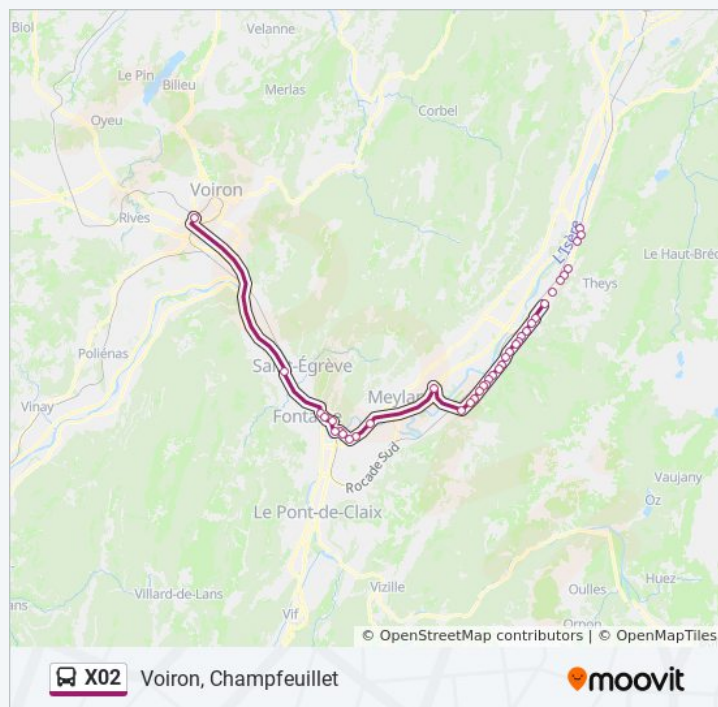 Biol
Velanne
Le Pin
Bilieu
Merlas
Corbel
Oyeu
Voiron
Rives
L'Isère
Le Haut-Bréc
Theys
Poliénas
Saint-Égrève
Vinay
Meylan
Fontaine
Rocade Sud
Vaujany
Oz
Le Pont-de-Claix
Villard-de-Lans
Vizille
Huez
Oulles
ans
Vif
© OpenStreetMap contributors | © OpenMapTiles
X02 Voiron, Champfeuillet
moovit